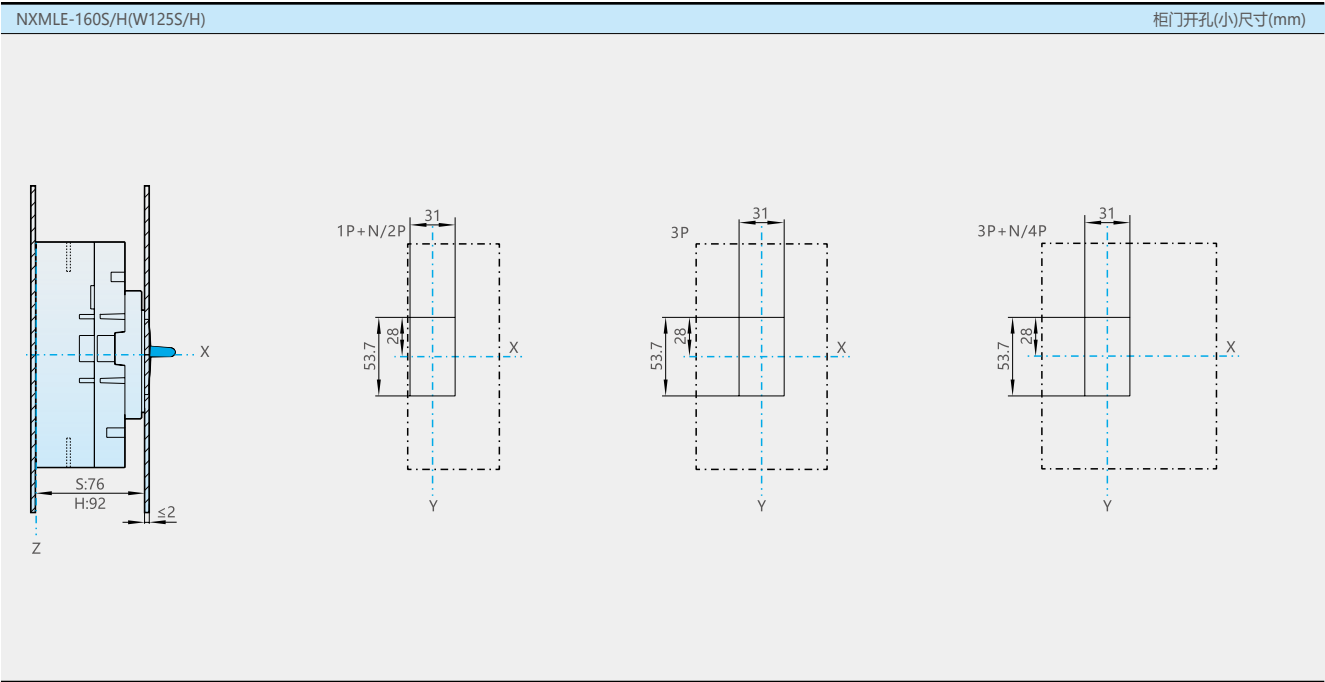 NXMLE-160S/H(W125S/H)
柜门开孔(小)尺寸(mm)
X
S:76
H:92
≤2
Z
1P+N/2P
31
28
53.7
X
Y
3P
31
28
53.7
X
Y
3P+N/4P
31
28
53.7
X
Y